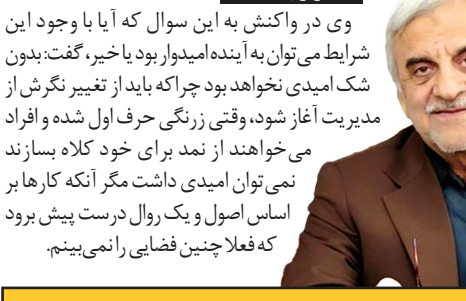 وی در واکنش به این سوال که آیا با وجود این
شرایط می‌توان به آینده امیدوار بود یا خیر، گفت: بدون
شک امیدی نخواهد بود چراکه باید از تغییر نگرش از
مدیریت آغاز شود، وقتی زرنگی حرف اول شده و افراد
می‌خواهند از نمد برای خود کلاه بسازند
نمی‌توان امیدی داشت مگر آنکه کارها بر
اساس اصول و یک روال درست پیش برود
که فعلا چنین فضایی را نمی‌بینم.